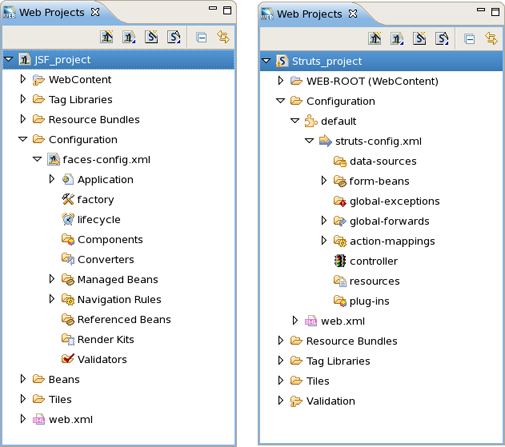 Web Projects
JSF_project
WebContent
Tag Libraries
Resource Bundles
Configuration
faces-config.xml
Application
factory
lifecycle
Components
Converters
Managed Beans
Navigation Rules
Referenced Beans
Render Kits
Validators
Beans
Tiles
web.xml
Web Projects
Struts_project
WEB-ROOT (WebContent)
Configuration
default
struts-config.xml
data-sources
form-beans
global-exceptions
global-forwards
action-mappings
controller
resources
plug-ins
web.xml
Resource Bundles
Tag Libraries
Tiles
Validation